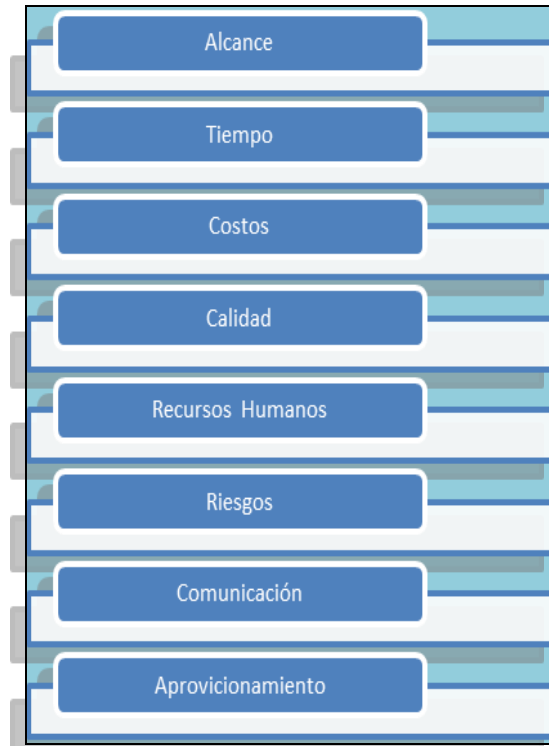 Alcance
Tiempo
Costos
Calidad
Recursos Humanos
Riesgos
Comunicación
Aprovicionamiento